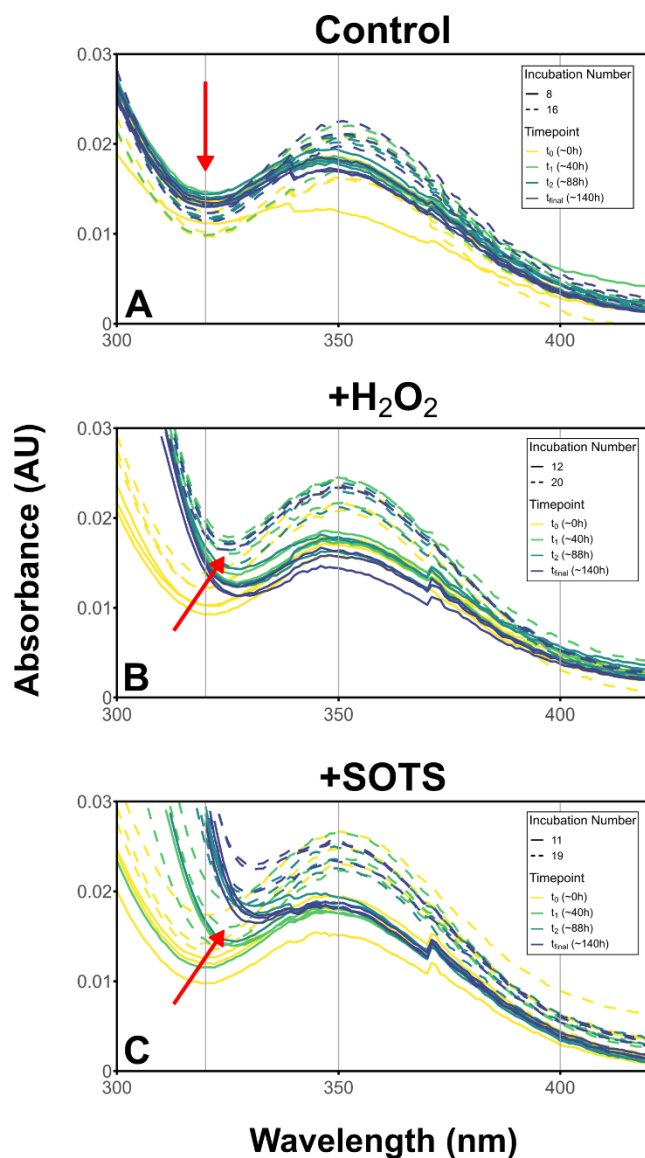 Control
0.03
0.02
0.01
0
300
350
400
A
Incubation Number
8
16
Timepoint
t₀ (~0h)
t₁ (~40h)
t₂ (~88h)
t_final (~140h)
+H₂O₂
0.03
0.02
0.01
0
300
350
400
B
Incubation Number
12
20
Timepoint
t₀ (~0h)
t₁ (~40h)
t₂ (~88h)
t_final (~140h)
+SOTS
0.03
0.02
0.01
0
300
350
400
C
Incubation Number
11
19
Timepoint
t₀ (~0h)
t₁ (~40h)
t₂ (~88h)
t_final (~140h)
Absorbance (AU)
Wavelength (nm)